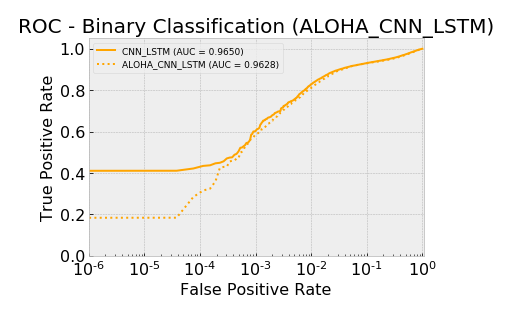 ROC - Binary Classification (ALOHA_CNN_LSTM)
1.0
CNN_LSTM (AUC = 0.9650)
ALOHA_CNN_LSTM (AUC = 0.9628)
0.8
0.6
0.4
0.2
0.0
True Positive Rate
10⁻⁶ 10⁻⁵ 10⁻⁴ 10⁻³ 10⁻² 10⁻¹ 10⁰
False Positive Rate